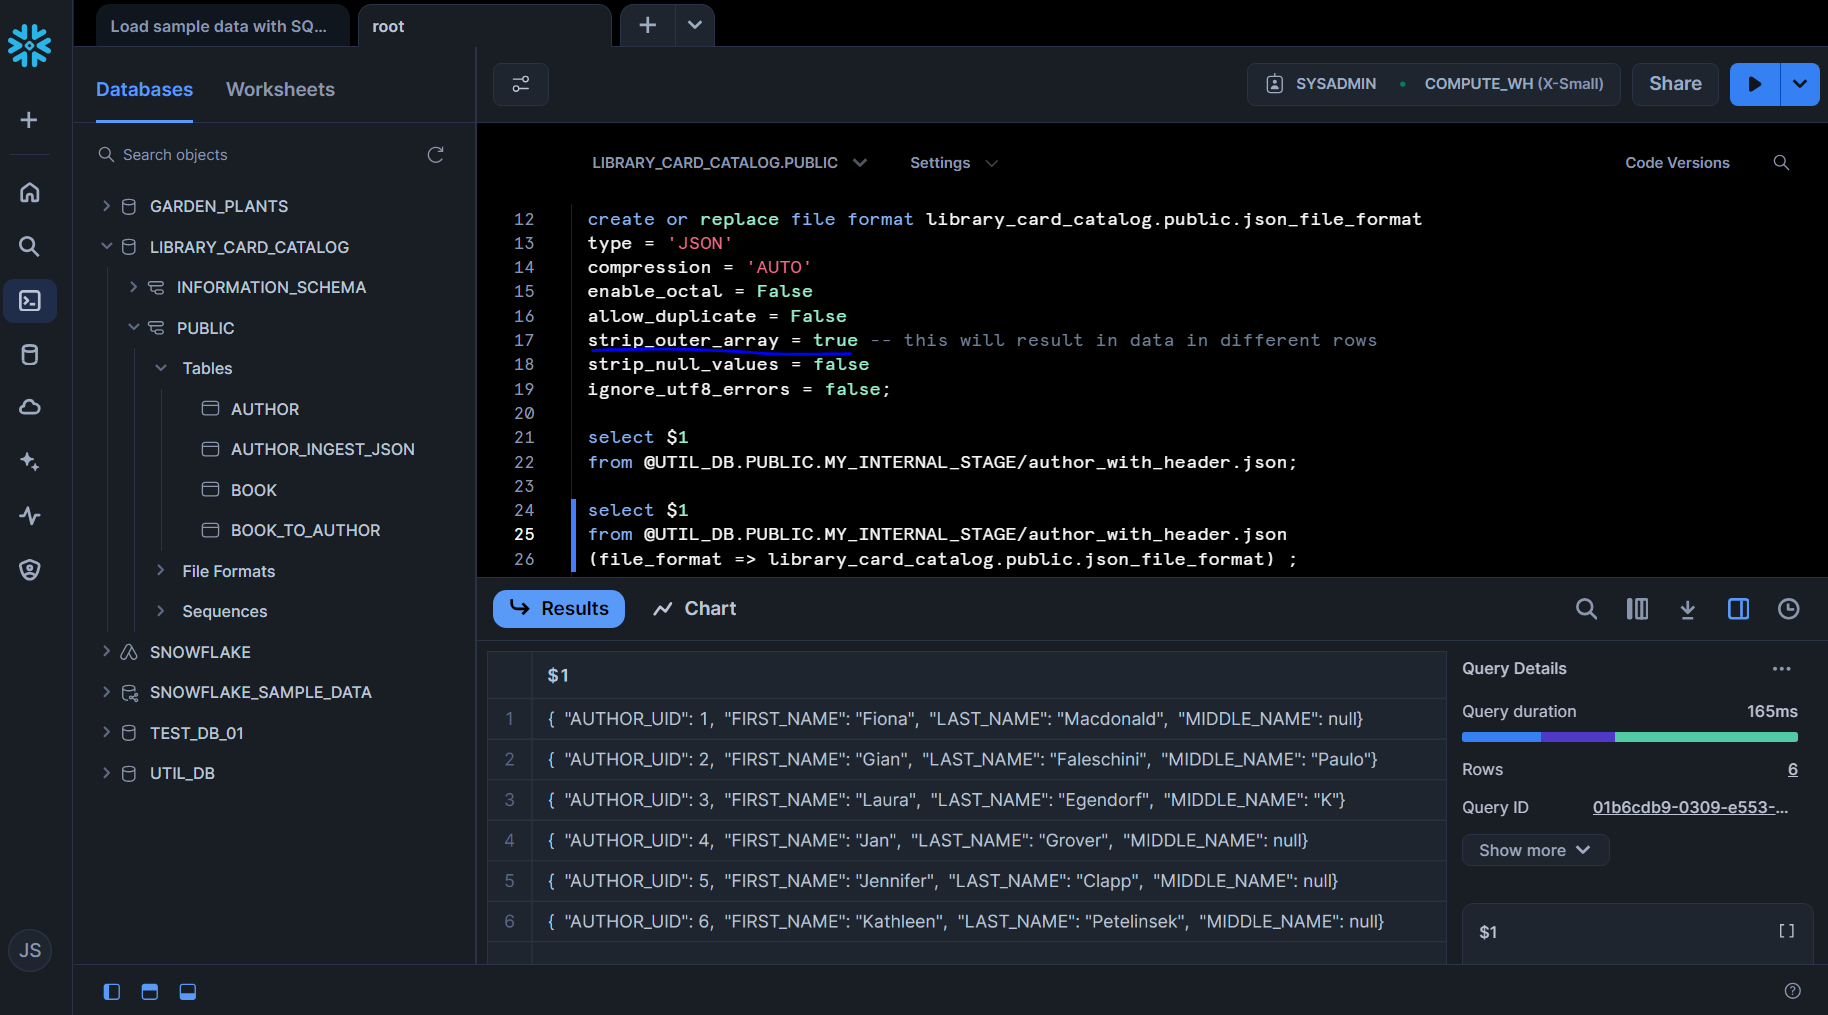 Load sample data with SQ...
root
Databases
Worksheets
SYSADMIN
COMPUTE_WH (X-Small)
Share
Search objects
LIBRARY_CARD_CATALOG.PUBLIC
Settings
Code Versions
GARDEN_PLANTS
LIBRARY_CARD_CATALOG
INFORMATION_SCHEMA
PUBLIC
Tables
AUTHOR
AUTHOR_INGEST_JSON
BOOK
BOOK_TO_AUTHOR
File Formats
Sequences
SNOWFLAKE
SNOWFLAKE_SAMPLE_DATA
TEST_DB_01
UTIL_DB
JS
12 create or replace file format library_card_catalog.public.json_file_format
13 type = 'JSON'
14 compression = 'AUTO'
15 enable_octal = False
16 allow_duplicate = False
17 strip_outer_array = true -- this will result in data in different rows
18 strip_null_values = false
19 ignore_utf8_errors = false;
20
21 select $1
22 from @UTIL_DB.PUBLIC.MY_INTERNAL_STAGE/author_with_header.json;
23
24 select $1
25 from @UTIL_DB.PUBLIC.MY_INTERNAL_STAGE/author_with_header.json
26 (file_format => library_card_catalog.public.json_file_format) ;
Results
Chart
$1
1 { "AUTHOR_UID": 1, "FIRST_NAME": "Fiona", "LAST_NAME": "Macdonald", "MIDDLE_NAME": null}
2 { "AUTHOR_UID": 2, "FIRST_NAME": "Gian", "LAST_NAME": "Faleschini", "MIDDLE_NAME": "Paulo"}
3 { "AUTHOR_UID": 3, "FIRST_NAME": "Laura", "LAST_NAME": "Egendorf", "MIDDLE_NAME": "K"}
4 { "AUTHOR_UID": 4, "FIRST_NAME": "Jan", "LAST_NAME": "Grover", "MIDDLE_NAME": null}
5 { "AUTHOR_UID": 5, "FIRST_NAME": "Jennifer", "LAST_NAME": "Clapp", "MIDDLE_NAME": null}
6 { "AUTHOR_UID": 6, "FIRST_NAME": "Kathleen", "LAST_NAME": "Petelinsek", "MIDDLE_NAME": null}
Query Details
...
Query duration 165ms
Rows 6
Query ID 01b6cdb9-0309-e553-...
Show more
$1